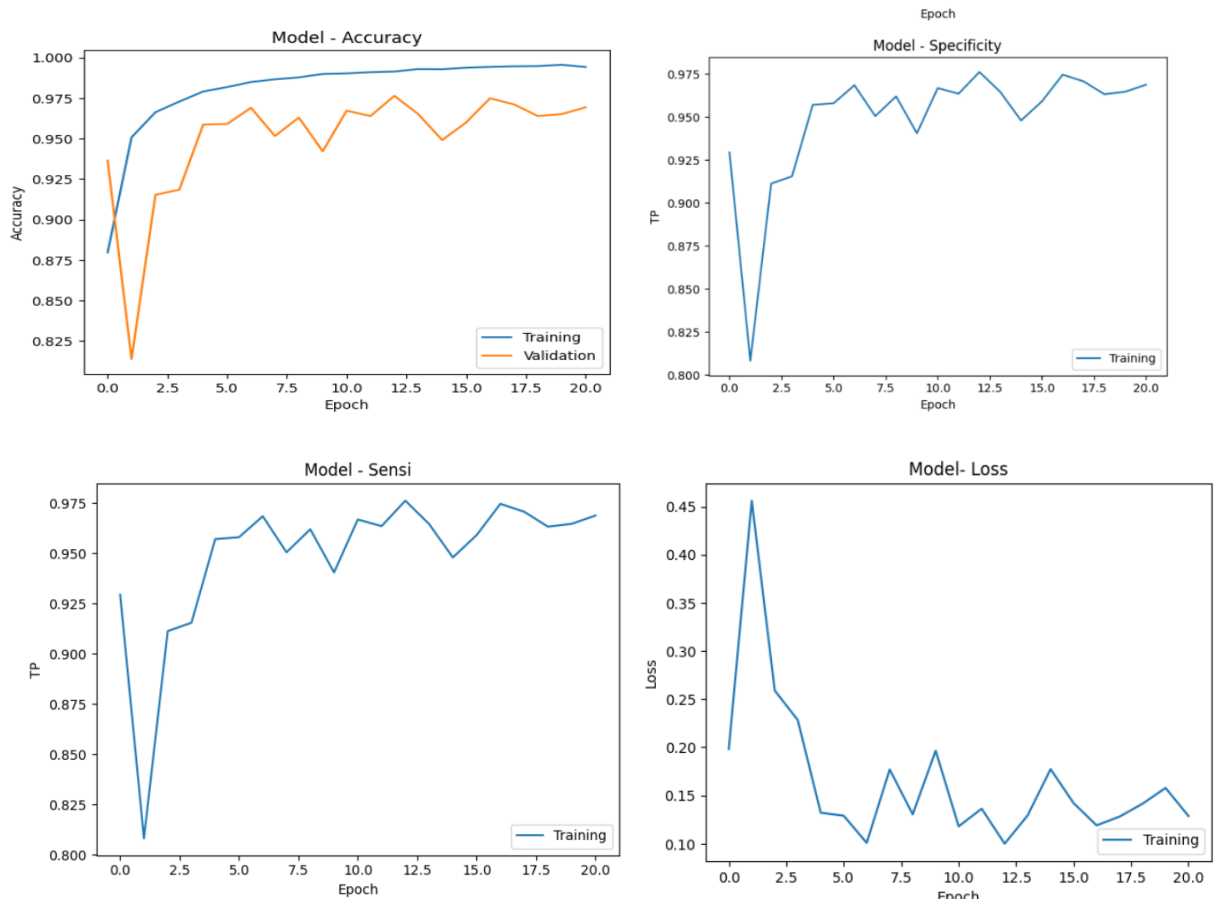 Epoch
Model - Accuracy
1.000
0.975
0.950
0.925
0.900
0.875
0.850
0.825
Accuracy
Training
Validation
0.0 2.5 5.0 7.5 10.0 12.5 15.0 17.5 20.0
Epoch
Model - Specificity
0.975
0.950
0.925
0.900
0.875
0.850
0.825
0.800
TP
Training
0.0 2.5 5.0 7.5 10.0 12.5 15.0 17.5 20.0
Epoch
Model - Sensi
0.975
0.950
0.925
0.900
0.875
0.850
0.825
0.800
TP
Training
0.0 2.5 5.0 7.5 10.0 12.5 15.0 17.5 20.0
Epoch
Model- Loss
0.45
0.40
0.35
0.30
0.25
0.20
0.15
0.10
Loss
Training
0.0 2.5 5.0 7.5 10.0 12.5 15.0 17.5 20.0
Epoch